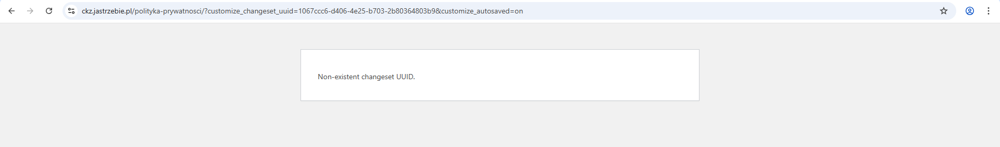 ckz.jastrzebie.pl/polityka-prywatnosci/?customize_changeset_uuid=1067ccc6-d406-4e25-b703-2b80364803b9&customize_autosaved=on
Non-existent changeset UUID.